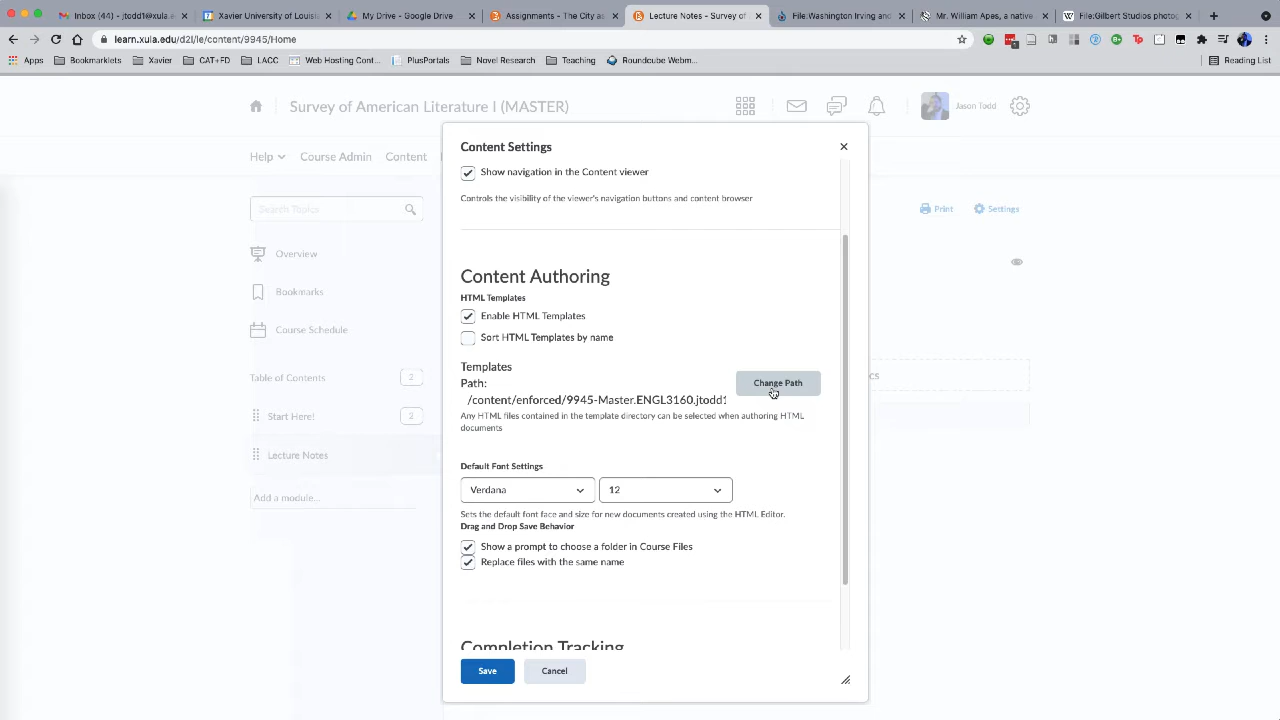 Inbox (44) - jtodd1@xula.
Xavier University of Louisian
My Drive - Google Drive
Assignments - Survey of A
Lecture Notes - Survey of
File:Washington Irving and
Mr. William Apes, a native
File:Gilbert Studios photog
learn.xula.edu/d2l/le/content/9945/Home
Apps
Bookmarklets
Xavier
CAT+FD
LACC
Web Hosting Cont...
PlusPortals
Novel Research
Teaching
Roundcube Webm...
Reading List
Survey of American Literature I (MASTER)
Jason Todd
Help
Course Admin
Content
Search Topics
Print
Settings
Overview
Bookmarks
Course Schedule
Table of Contents
2
Start Here!
Lecture Notes
Add a module...
Content Settings
Show navigation in the Content viewer
Controls the visibility of the viewer's navigation buttons and content browser
Content Authoring
HTML Templates
Enable HTML Templates
Sort HTML Templates by name
Templates
Path:
Change Path
/content/enforced/9945-Master.ENGL3160.jtodd1
Any HTML files contained in the template directory can be selected when authoring HTML
documents
Default Font Settings
Verdana
12
Sets the default font face and size for new documents created using the HTML Editor.
Drag and Drop Save Behavior
Show a prompt to choose a folder in Course Files
Replace files with the same name
Completion Tracking
Save
Cancel